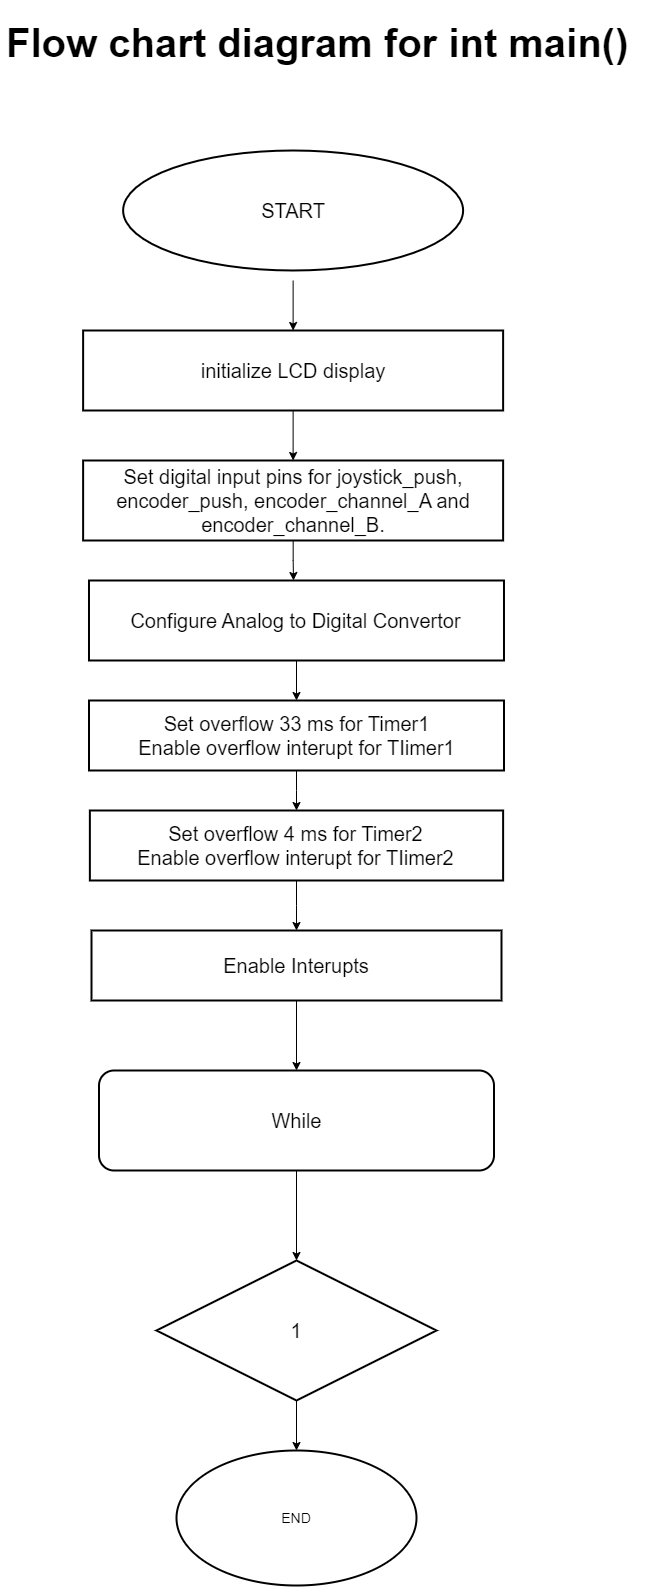 Flow chart diagram for int main()
START
initialize LCD display
Set digital input pins for joystick_push,
encoder_push, encoder_channel_A and
encoder_channel_B.
Configure Analog to Digital Convertor
Set overflow 33 ms for Timer1
Enable overflow interupt for TIimer1
Set overflow 4 ms for Timer2
Enable overflow interupt for TIimer2
Enable Interupts
While
1
END